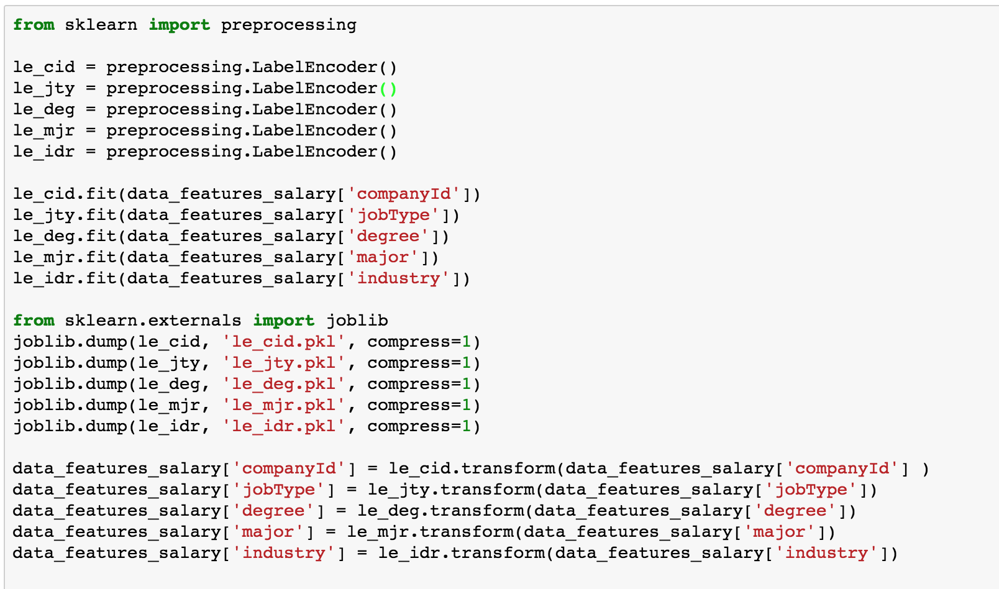 from sklearn import preprocessing
le_cid = preprocessing.LabelEncoder()
le_jty = preprocessing.LabelEncoder()
le_deg = preprocessing.LabelEncoder()
le_mjr = preprocessing.LabelEncoder()
le_idr = preprocessing.LabelEncoder()
le_cid.fit(data_features_salary['companyId'])
le_jty.fit(data_features_salary['jobType'])
le_deg.fit(data_features_salary['degree'])
le_mjr.fit(data_features_salary['major'])
le_idr.fit(data_features_salary['industry'])
from sklearn.externals import joblib
joblib.dump(le_cid, 'le_cid.pkl', compress=1)
joblib.dump(le_jty, 'le_jty.pkl', compress=1)
joblib.dump(le_deg, 'le_deg.pkl', compress=1)
joblib.dump(le_mjr, 'le_mjr.pkl', compress=1)
joblib.dump(le_idr, 'le_idr.pkl', compress=1)
data_features_salary['companyId'] = le_cid.transform(data_features_salary['companyId'] )
data_features_salary['jobType'] = le_jty.transform(data_features_salary['jobType'])
data_features_salary['degree'] = le_deg.transform(data_features_salary['degree'])
data_features_salary['major'] = le_mjr.transform(data_features_salary['major'])
data_features_salary['industry'] = le_idr.transform(data_features_salary['industry'])